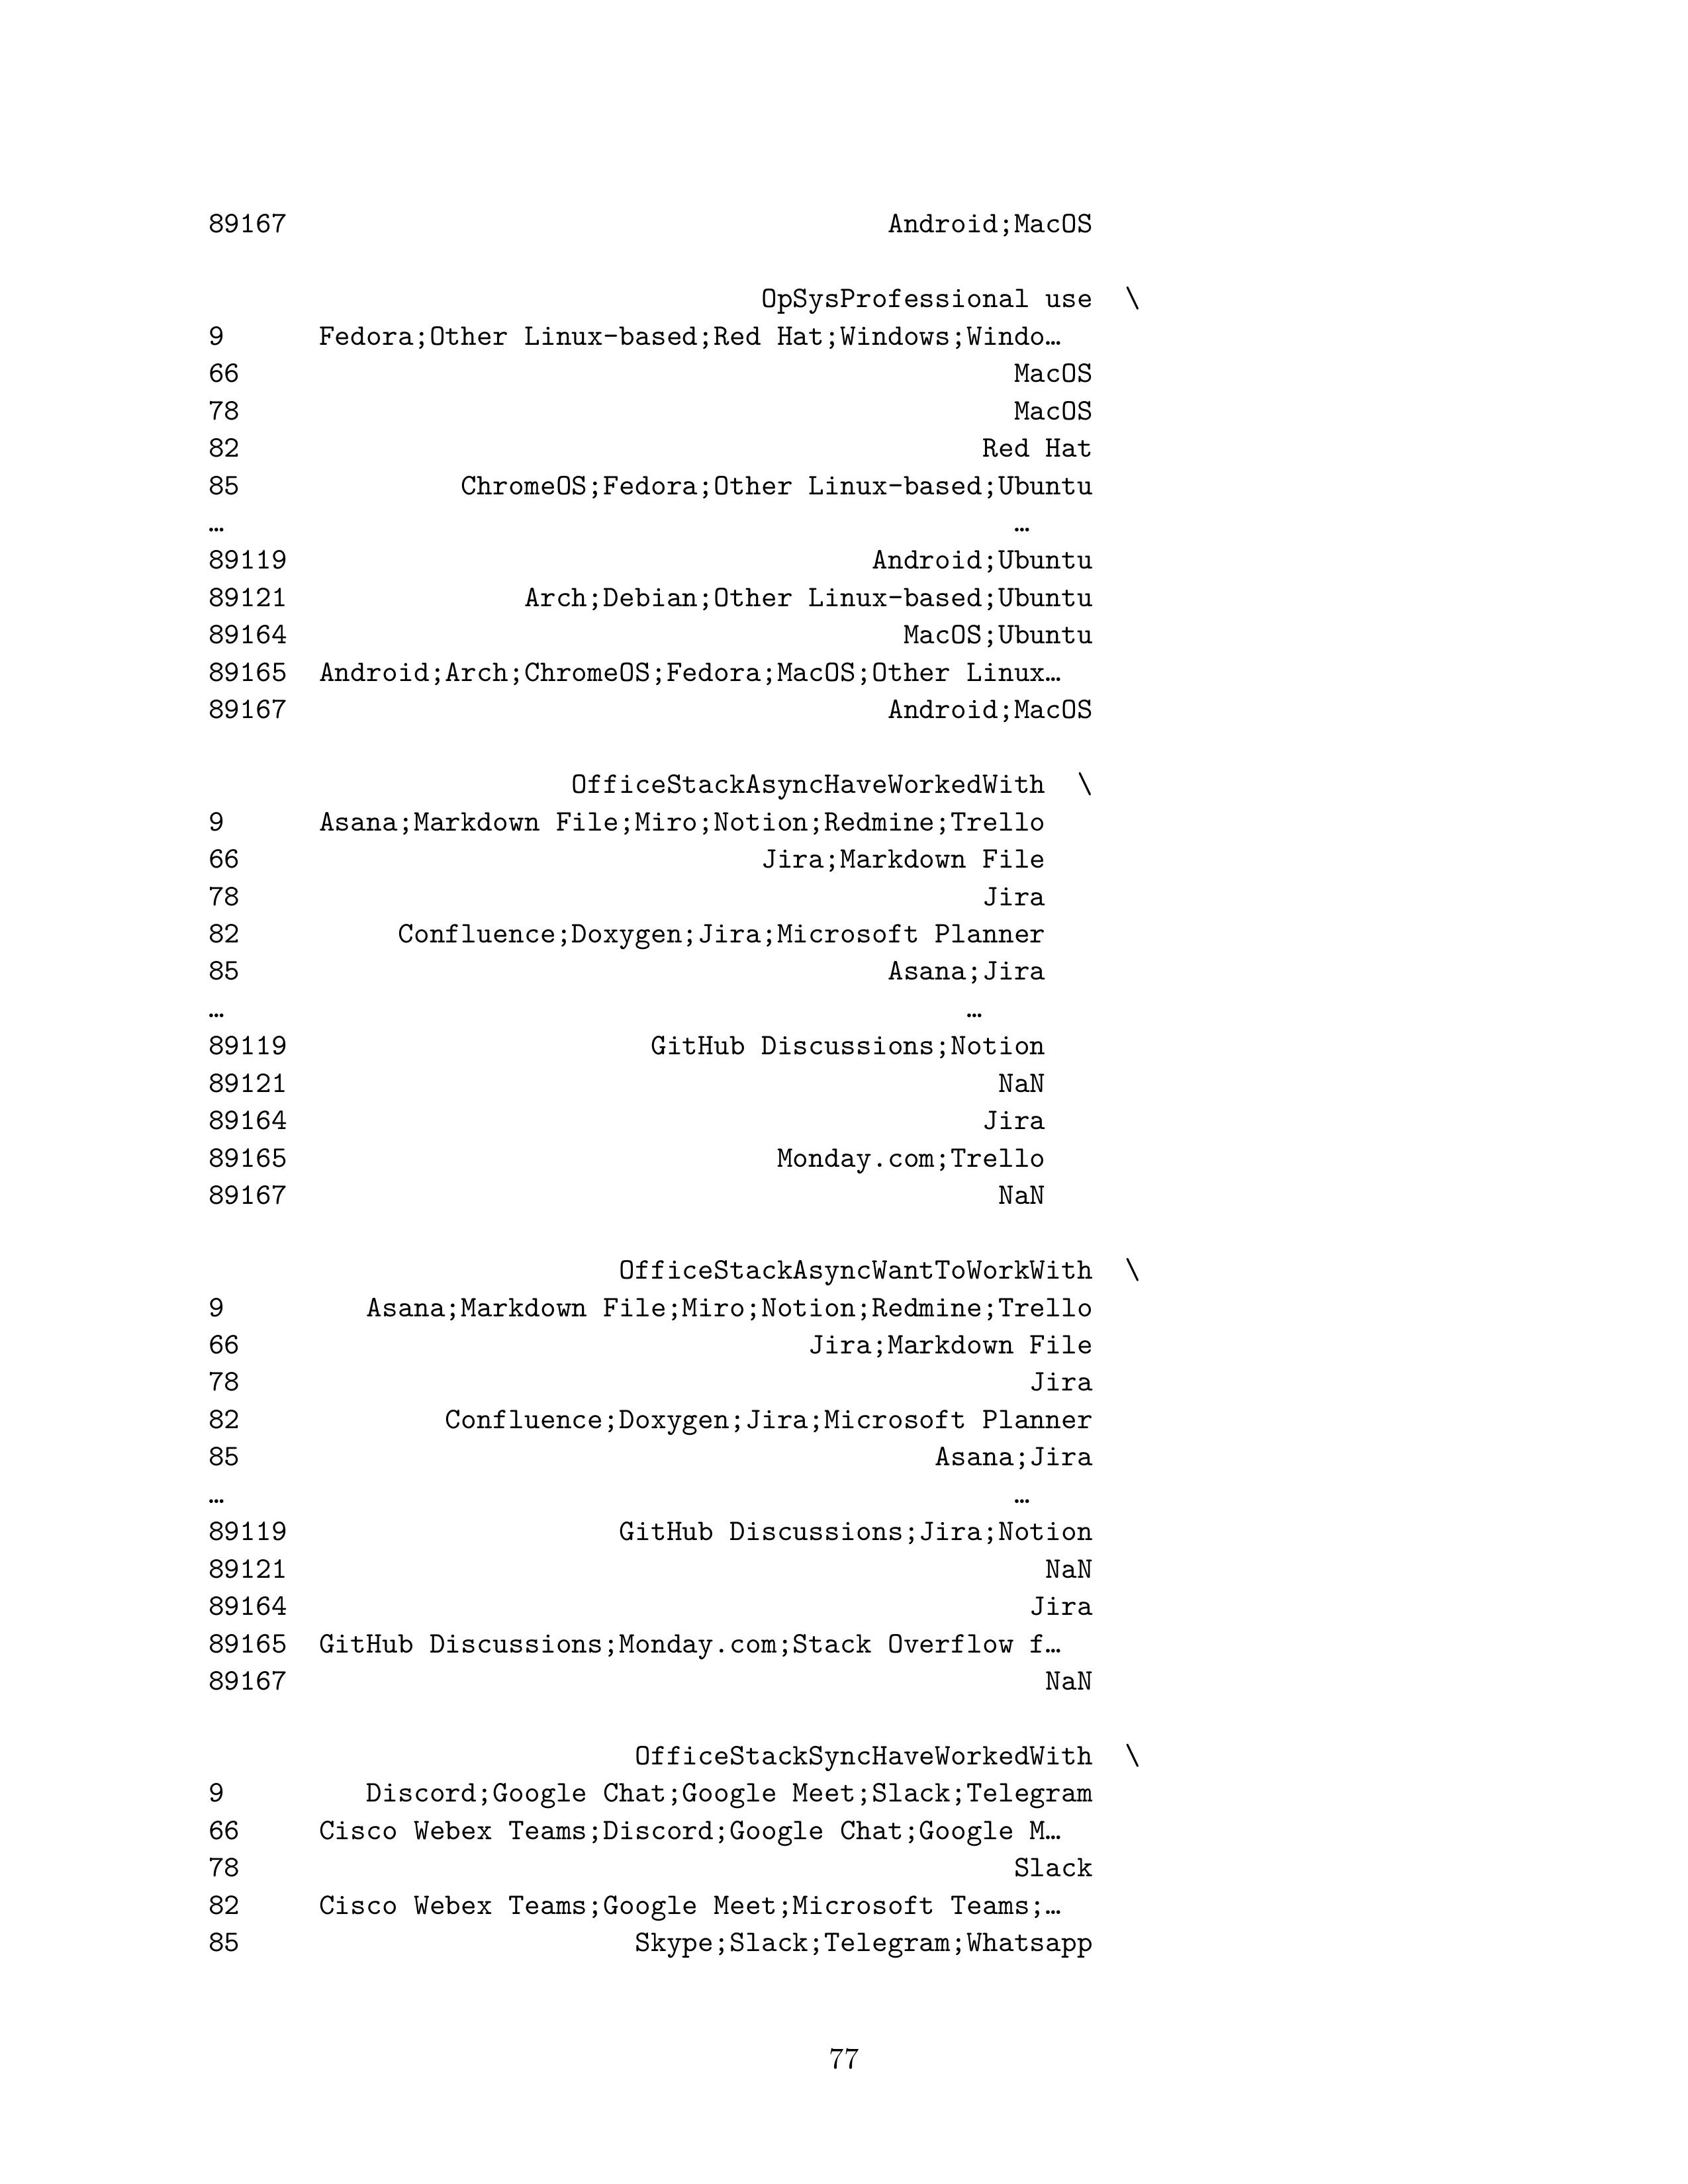 89167 Android;MacOS
OpSysProfessional use \
9 Fedora;Other Linux-based;Red Hat;Windows;Windo…
66 MacOS
78 MacOS
82 Red Hat
85 ChromeOS;Fedora;Other Linux-based;Ubuntu
… …
89119 Android;Ubuntu
89121 Arch;Debian;Other Linux-based;Ubuntu
89164 MacOS;Ubuntu
89165 Android;Arch;ChromeOS;Fedora;MacOS;Other Linux…
89167 Android;MacOS
OfficeStackAsyncHaveWorkedWith \
9 Asana;Markdown File;Miro;Notion;Redmine;Trello
66 Jira;Markdown File
78 Jira
82 Confluence;Doxygen;Jira;Microsoft Planner
85 Asana;Jira
… …
89119 GitHub Discussions;Notion
89121 NaN
89164 Jira
89165 Monday.com;Trello
89167 NaN
OfficeStackAsyncWantToWorkWith \
9 Asana;Markdown File;Miro;Notion;Redmine;Trello
66 Jira;Markdown File
78 Jira
82 Confluence;Doxygen;Jira;Microsoft Planner
85 Asana;Jira
… …
89119 GitHub Discussions;Jira;Notion
89121 NaN
89164 Jira
89165 GitHub Discussions;Monday.com;Stack Overflow f…
89167 NaN
OfficeStackSyncHaveWorkedWith \
9 Discord;Google Chat;Google Meet;Slack;Telegram
66 Cisco Webex Teams;Discord;Google Chat;Google M…
78 Slack
82 Cisco Webex Teams;Google Meet;Microsoft Teams;…
85 Skype;Slack;Telegram;Whatsapp
77